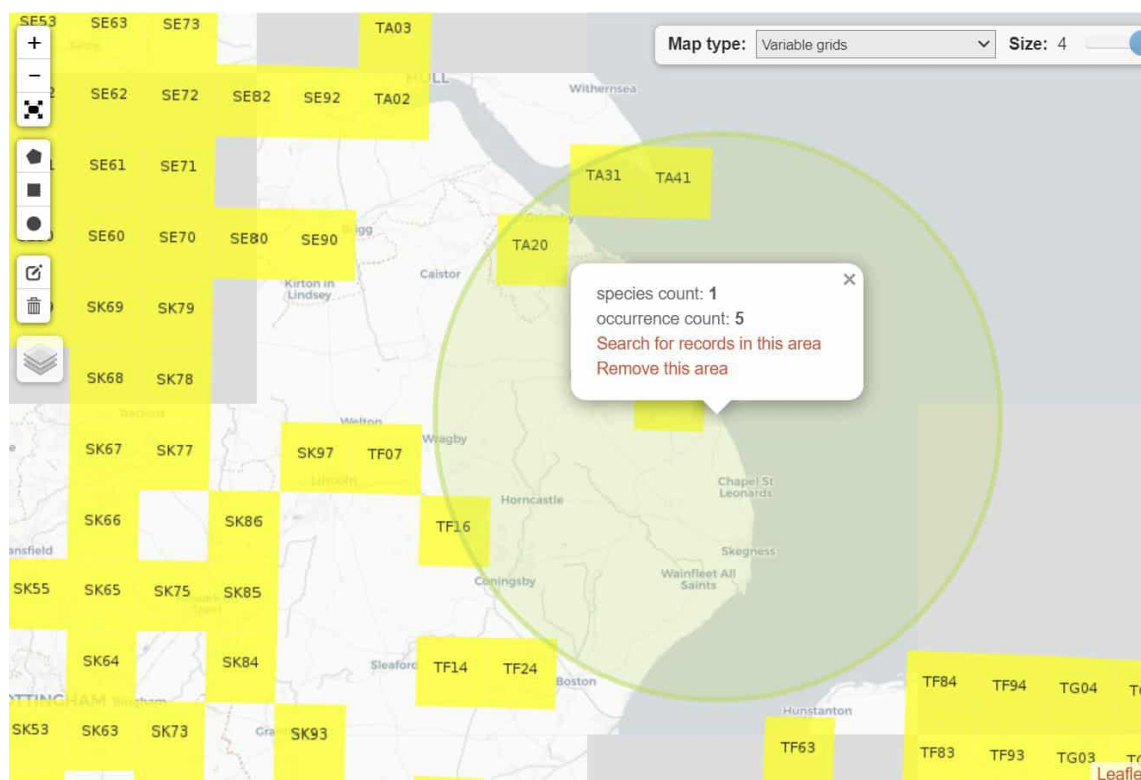 SE53 SE63 SE73 TA03
Map type: Variable grids Size: 4
+
−
HULL
SE62 SE72 SE82 SE92 TA02
Withernsea
SE61 SE71
TA31 TA41
SE60 SE70 SE80 SE90
TA20
Caistor
Kirton in
Lindsey
species count: 1
occurrence count: 5
Search for records in this area
Remove this area
×
SK69 SK79
SK68 SK78
Welton
Wragby
SK67 SK77 SK97 TF07
Lincoln
Chapel St
Leonards
Horncastle
SK66 SK86 TF16
Skegness
Coningsby
Wainfleet All
Saints
SK55 SK65 SK75 SK85
SK64 SK84
Sleaford
TF14 TF24
Boston
TF84 TF94 TG04
Hunstanton
SK53 SK63 SK73 SK93
TF63
TF83 TF93 TG03